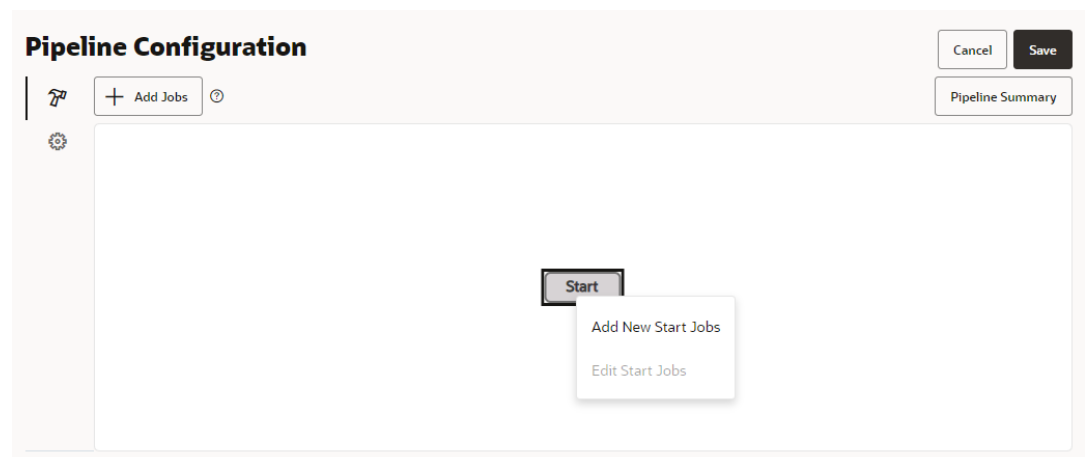 Pipeline Configuration
Cancel
Save
Add Jobs
Pipeline Summary
Start
Add New Start Jobs
Edit Start Jobs